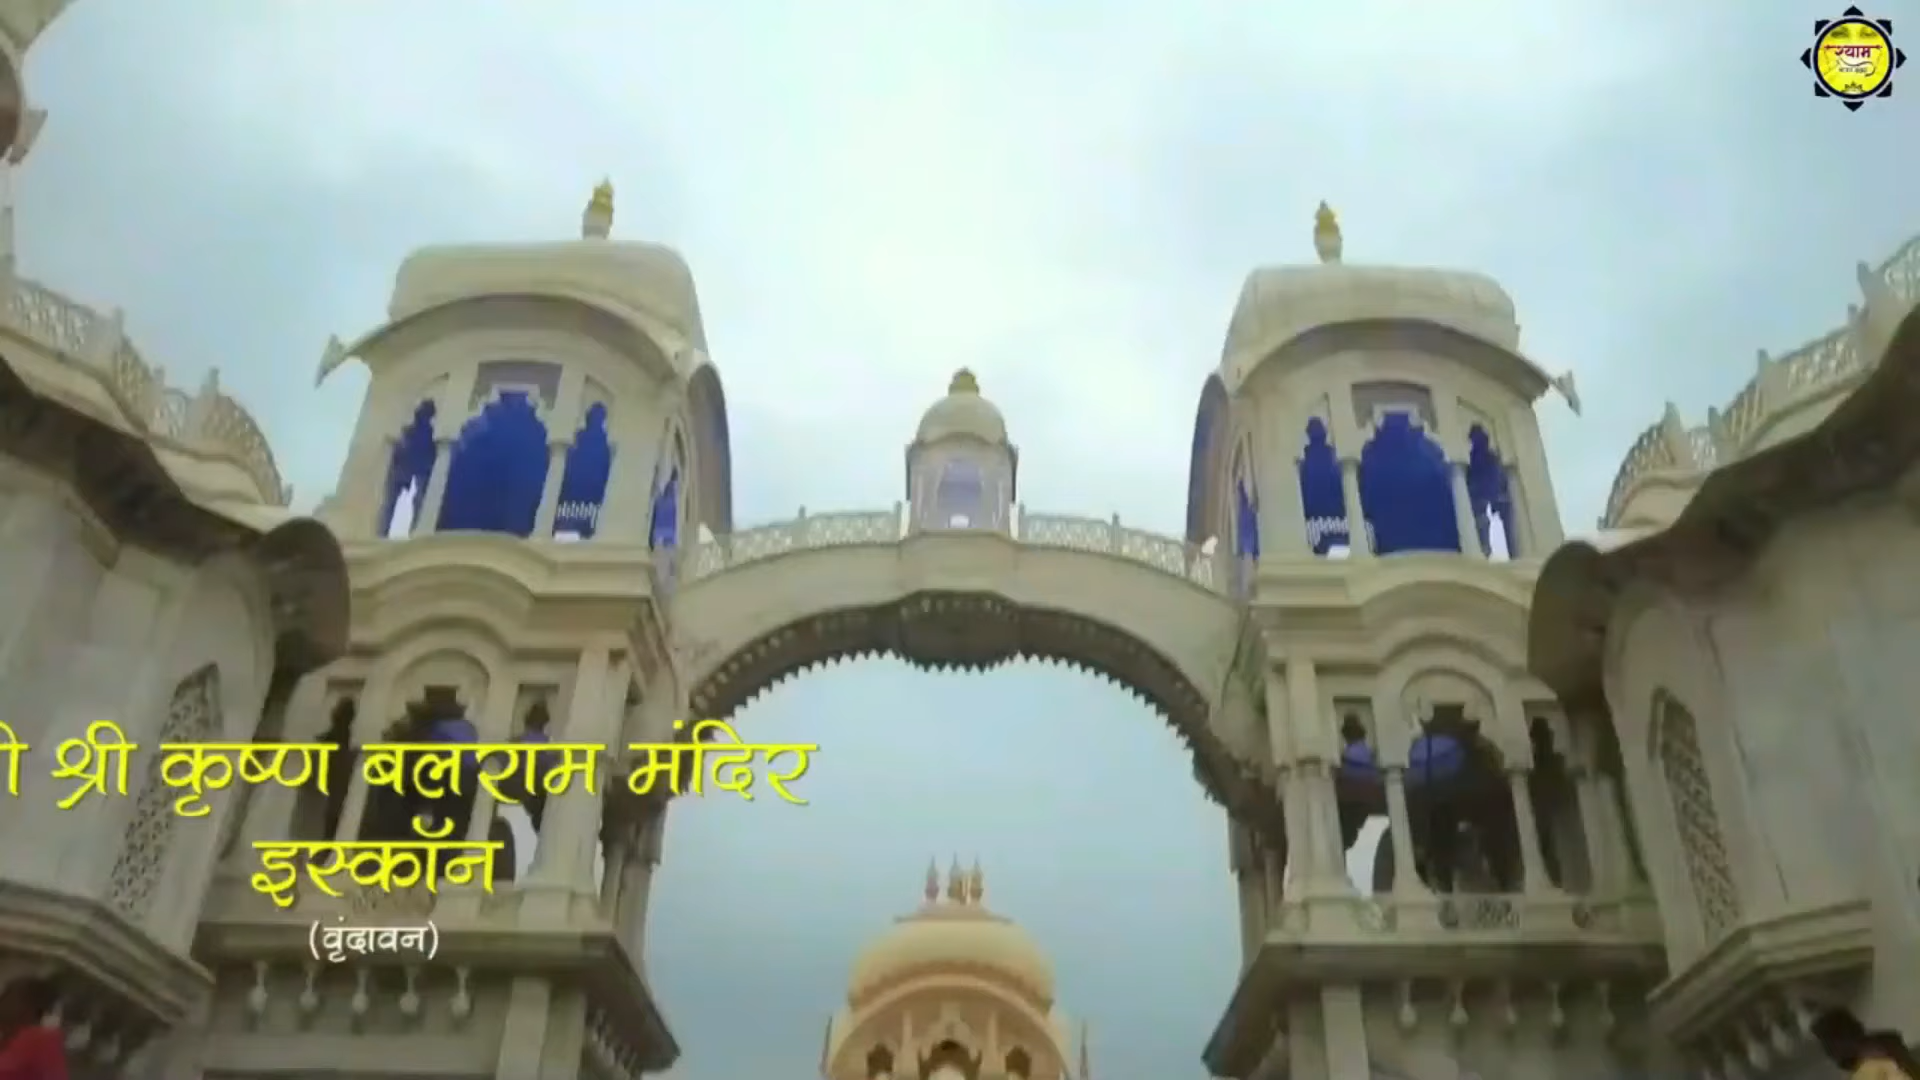 श्याम
श्री कृष्ण बलराम मंदिर
इस्कॉन
(वृंदावन)